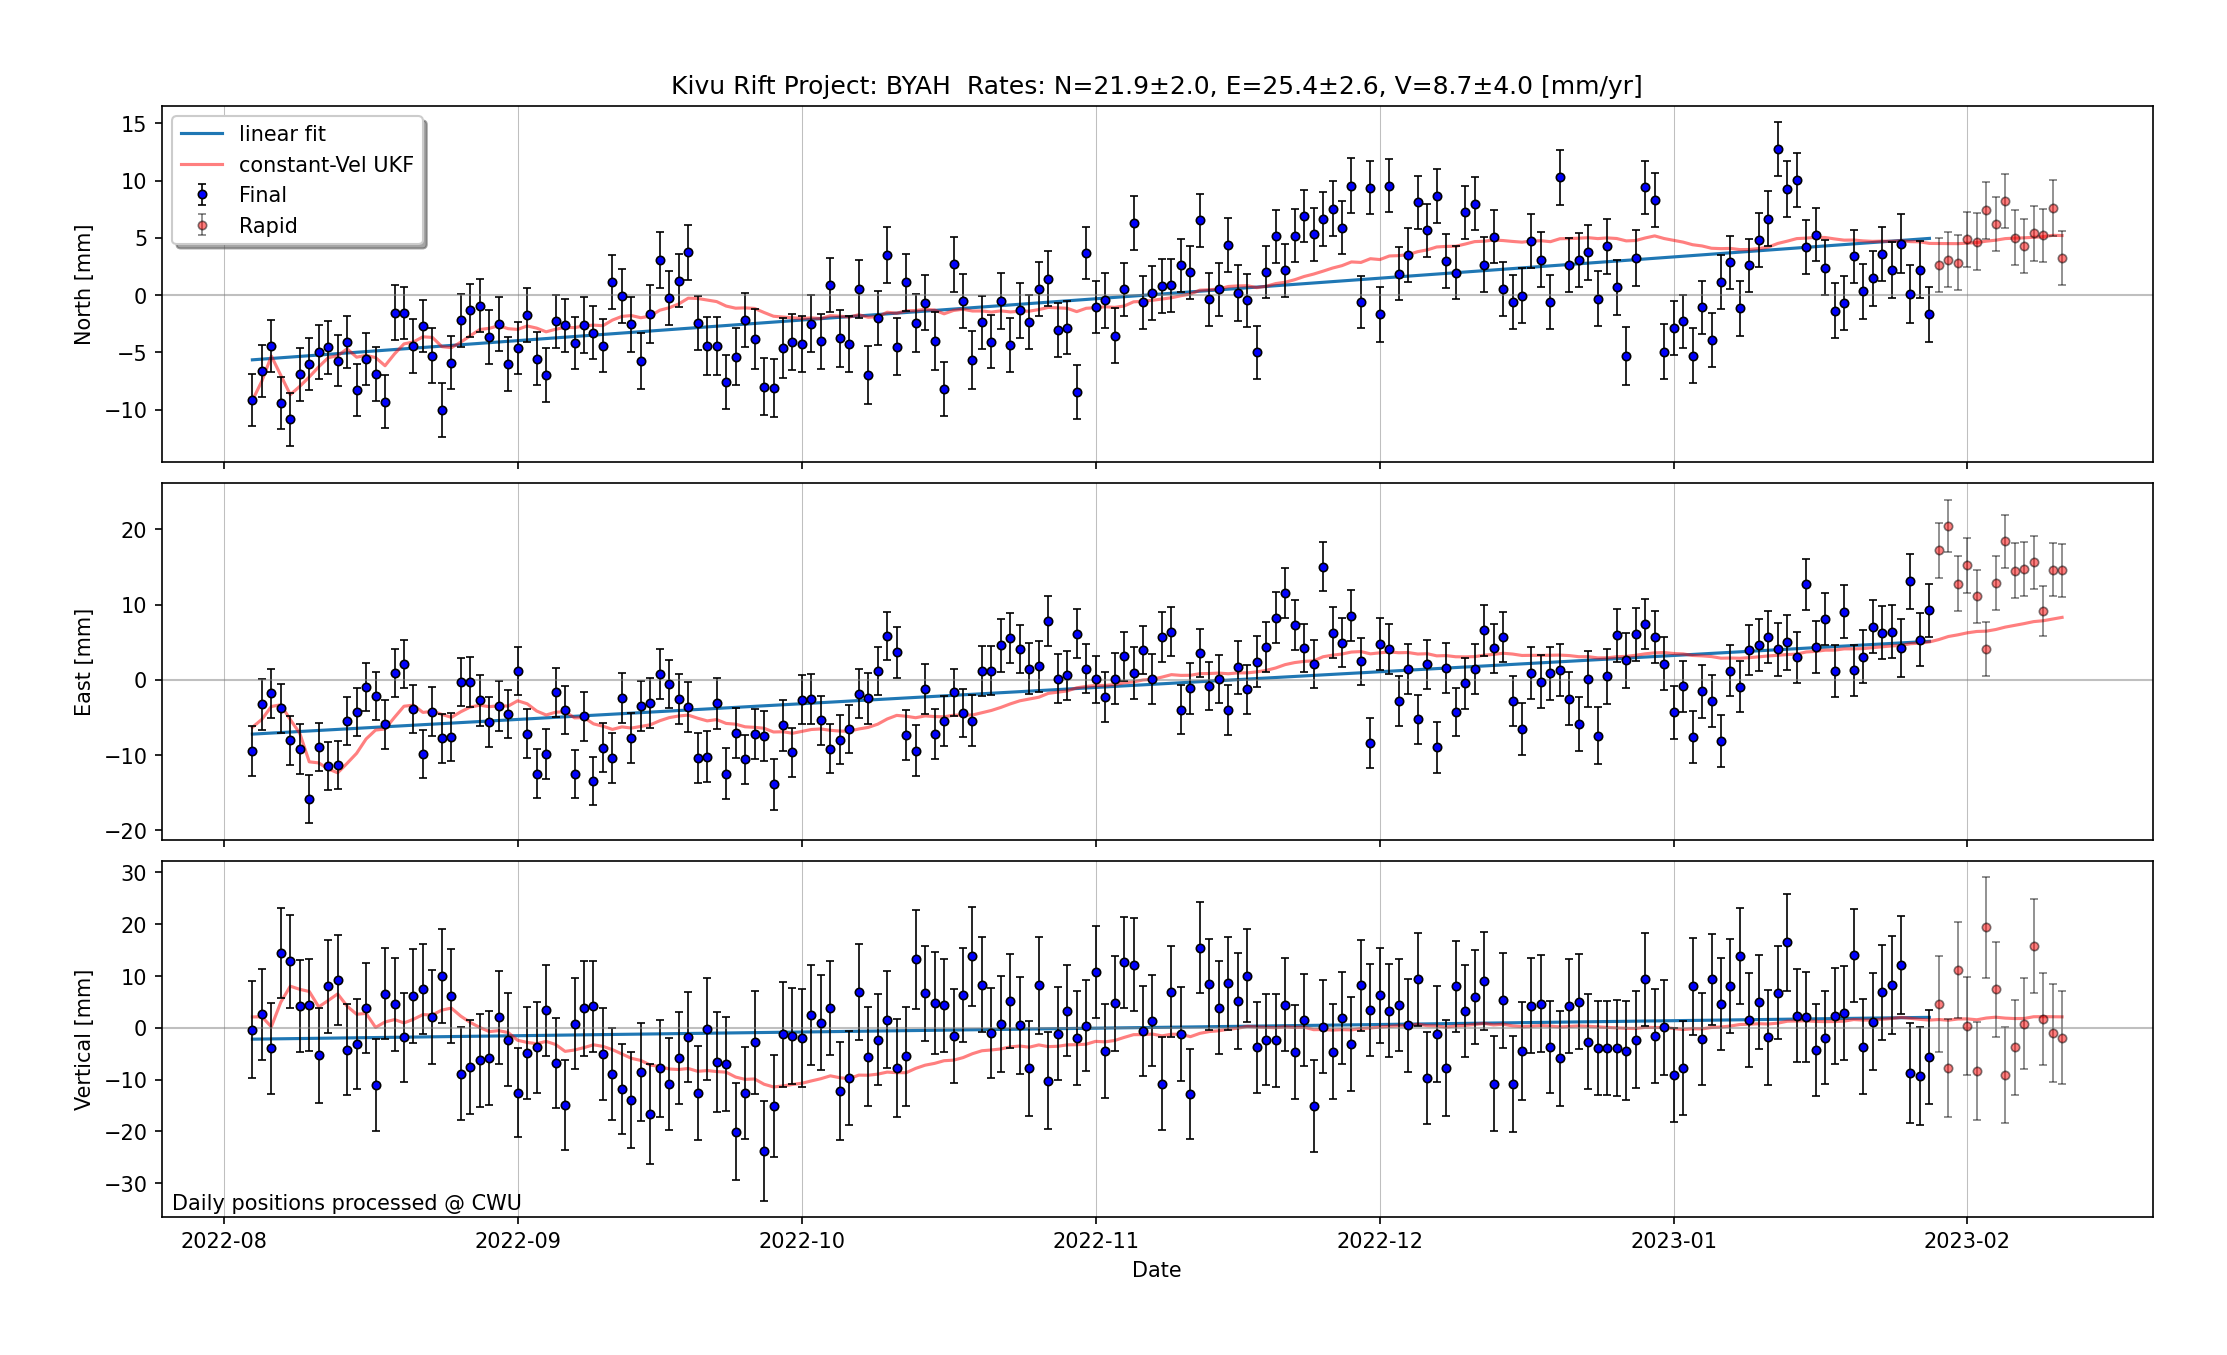 Kivu Rift Project: BYAH  Rates: N=21.9±2.0, E=25.4±2.6, V=8.7±4.0 [mm/yr]
linear fit
constant-Vel UKF
Final
Rapid
North [mm]
15
10
5
0
−5
−10
East [mm]
20
10
0
−10
−20
Vertical [mm]
30
20
10
0
−10
−20
−30
Daily positions processed @ CWU
2022-08 2022-09 2022-10 2022-11 2022-12 2023-01 2023-02
Date